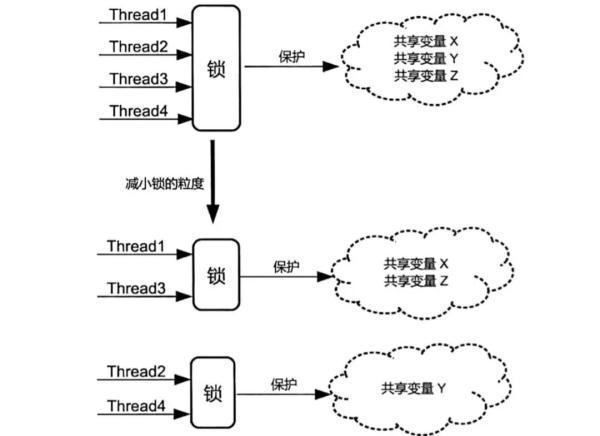 Thread1
Thread2
Thread3
Thread4
锁
保护
共享变量 X
共享变量 Y
共享变量 Z
减小锁的粒度
Thread1
Thread3
锁
保护
共享变量 X
共享变量 Z
Thread2
Thread4
锁
保护
共享变量 Y